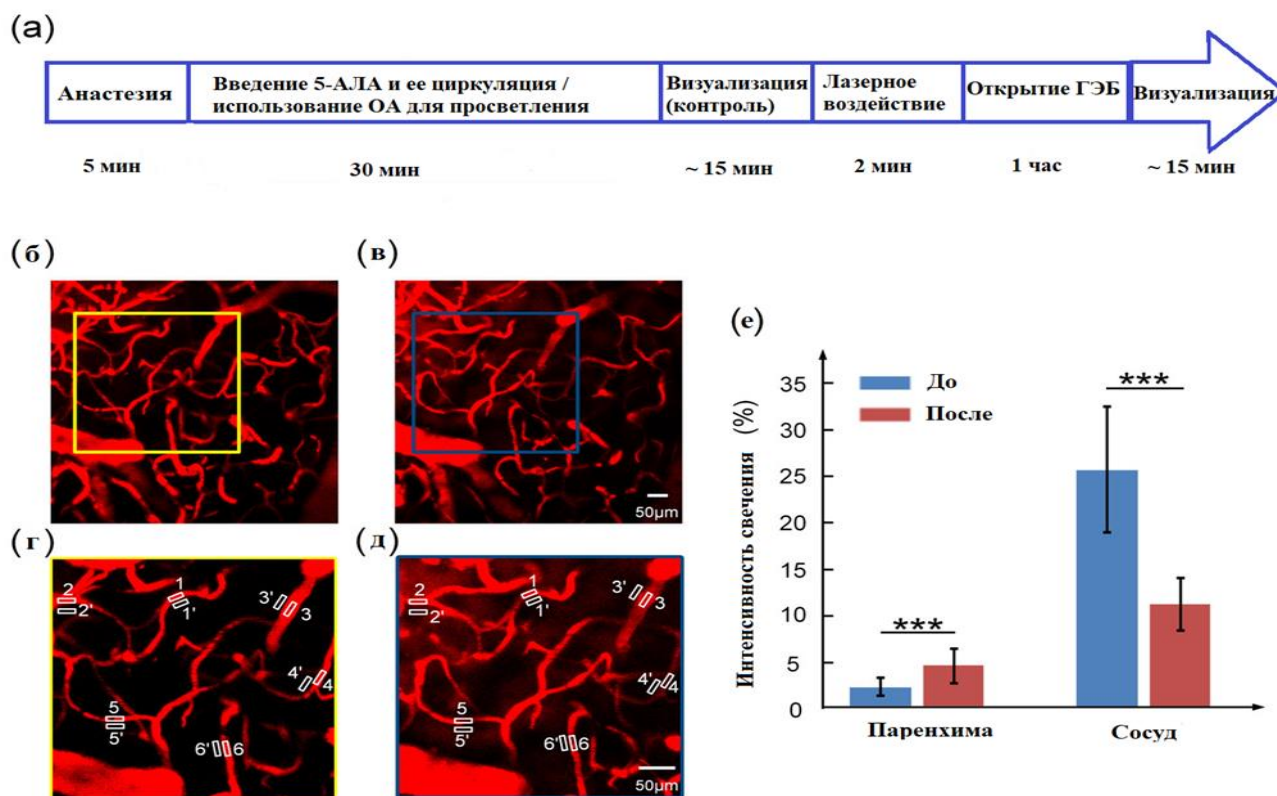 (а)
Анастезия
Введение 5-АЛА и ее циркуляция /
использование ОА для просветления
Визуализация
(контроль)
Лазерное
воздействие
Открытие ГЭБ
Визуализация
5 мин
30 мин
~ 15 мин
2 мин
1 час
~ 15 мин
(б)
(в)
50µm
(г)
1
1'
2
2'
3'
3
4'
4
5
5'
6'
6
(д)
1
1'
2
2'
3'
3
4'
4
5
5'
6'
6
50µm
(е)
Интенсивность свечения (%)
35
30
25
20
15
10
5
0
До
После
***
***
Паренхима
Сосуд